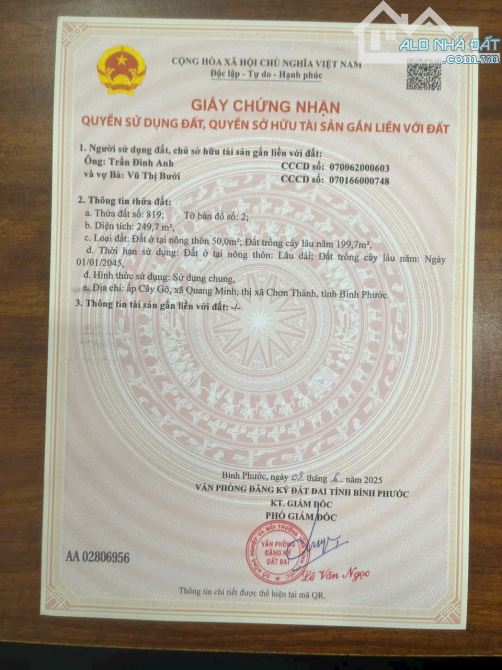 ALO NHÀ ĐẤT
.com.vn
CỘNG HÒA XÃ HỘI CHỦ NGHĨA VIỆT NAM
Độc lập - Tự do - Hạnh phúc
GIẤY CHỨNG NHẬN
QUYỀN SỬ DỤNG ĐẤT, QUYỀN SỞ HỮU TÀI SẢN GẮN LIỀN VỚI ĐẤT
1. Người sử dụng đất, chủ sở hữu tài sản gắn liền với đất:
Ông: Trần Đình Anh CCCD số: 070062000603
và vợ Bà: Vũ Thị Bưởi CCCD số: 070166000748
2. Thông tin thửa đất:
a. Thửa đất số: 819; Tờ bản đồ số: 2;
b. Diện tích: 249,7 m²,
c. Loại đất: Đất ở tại nông thôn 50,0m²; Đất trồng cây lâu năm 199,7m²,
d. Thời hạn sử dụng: Đất ở tại nông thôn: Lâu dài; Đất trồng cây lâu năm: Ngày
01/01/2045,
đ. Hình thức sử dụng: Sử dụng chung,
e. Địa chỉ: ấp Cây Gõ, xã Quang Minh, thị xã Chơn Thành, tỉnh Bình Phước.
3. Thông tin tài sản gắn liền với đất: -/-
Bình Phước, ngày 03 tháng 6 năm 2025
VĂN PHÒNG ĐĂNG KÝ ĐẤT ĐAI TỈNH BÌNH PHƯỚC
KT. GIÁM ĐỐC
PHÓ GIÁM ĐỐC
VĂN PHÒNG
ĐĂNG KÝ
ĐẤT ĐAI
Lê Văn Ngọc
AA 02806956
Thông tin chi tiết được thể hiện tại mã QR.